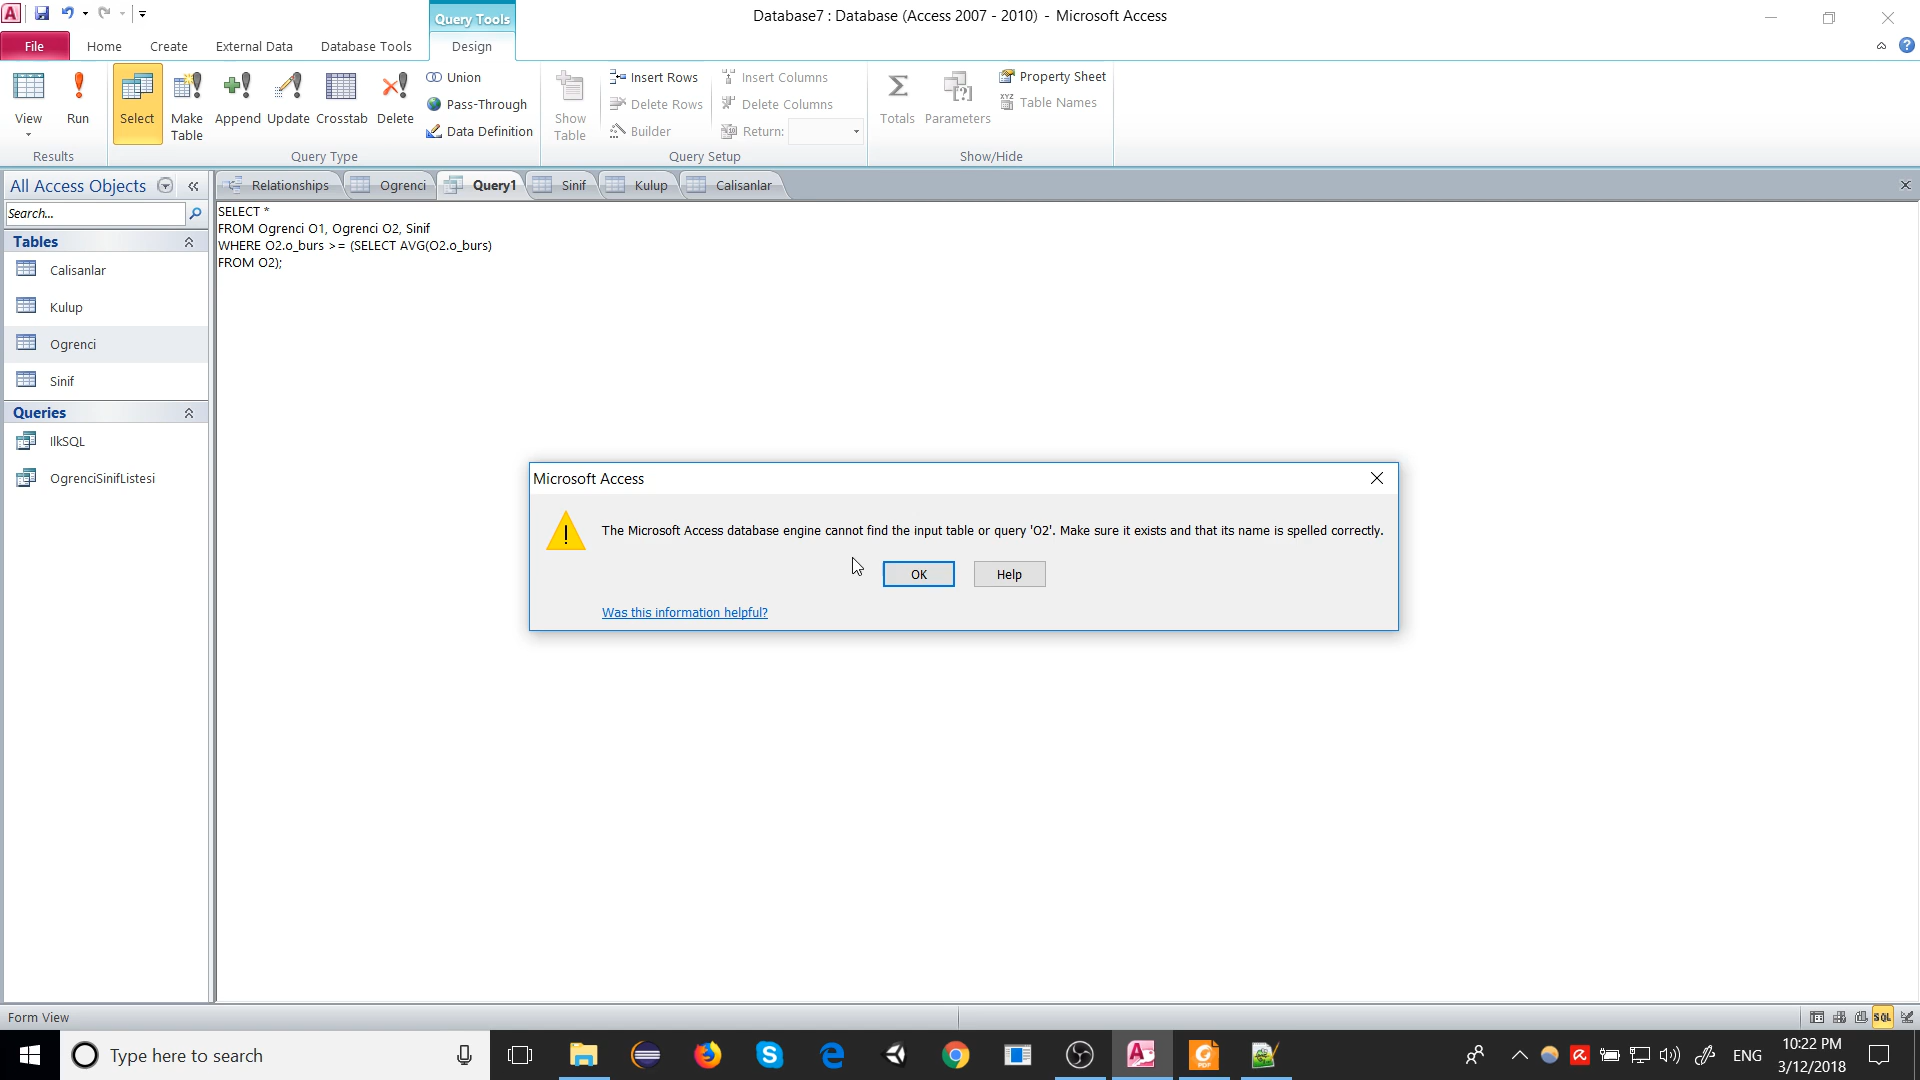 Query Tools
Database7 : Database (Access 2007 - 2010) - Microsoft Access
File
Home
Create
External Data
Database Tools
Design
View
Run
Results
Select
Make
Table
Append
Update
Crosstab
Delete
Union
Pass-Through
Data Definition
Query Type
Show
Table
Insert Rows
Delete Rows
Builder
Insert Columns
Delete Columns
Return:
Query Setup
Totals
Parameters
Property Sheet
Table Names
Show/Hide
All Access Objects
Search...
Tables
Calisanlar
Kulup
Ogrenci
Sinif
Queries
IlkSQL
OgrenciSinifListesi
Relationships
Ogrenci
Query1
Sinif
Kulup
Calisanlar
SELECT *
FROM Ogrenci O1, Ogrenci O2, Sinif
WHERE O2.o_burs >= (SELECT AVG(O2.o_burs)
FROM O2);
Microsoft Access
The Microsoft Access database engine cannot find the input table or query 'O2'. Make sure it exists and that its name is spelled correctly.
OK
Help
Was this information helpful?
Form View
SQL
Type here to search
ENG
10:22 PM
3/12/2018